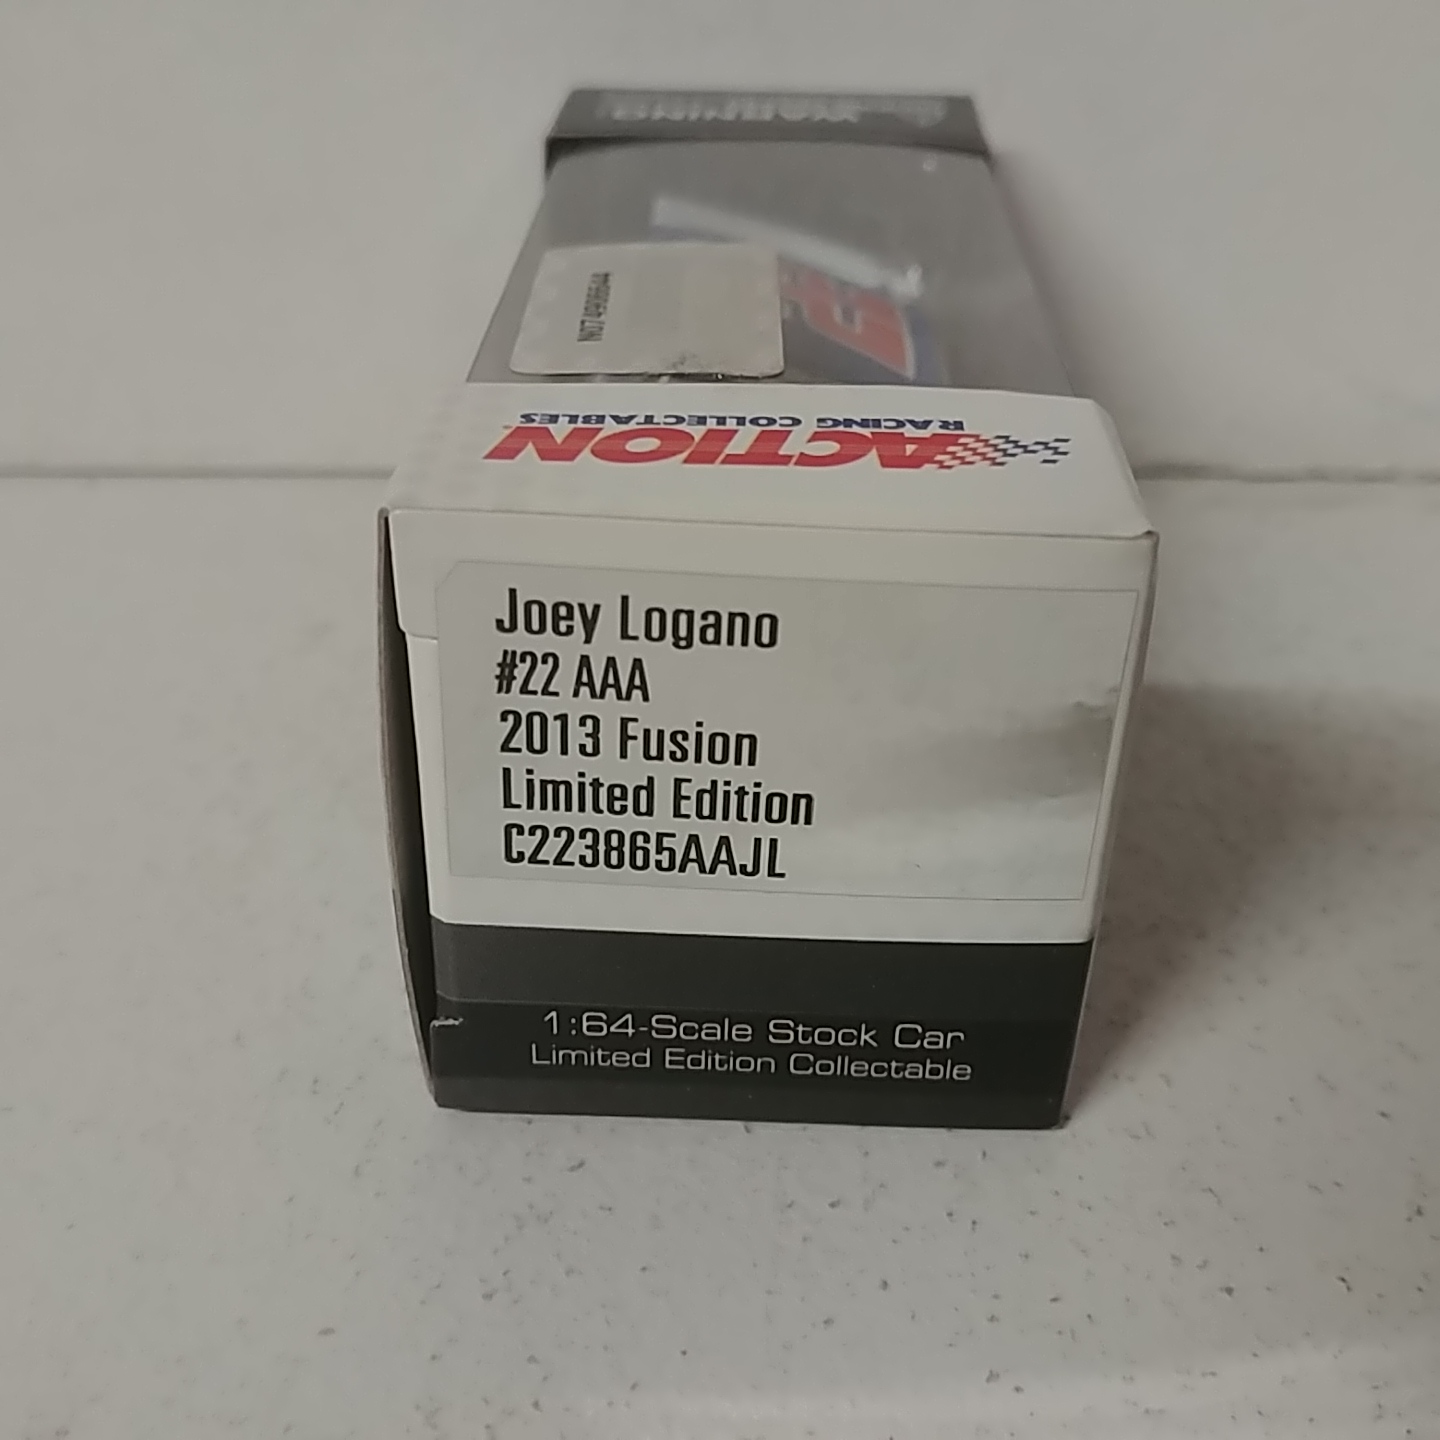 WARNING
ACTION
RACING COLLECTABLES
Joey Logano
#22 AAA
2013 Fusion
Limited Edition
C223865AAJL
1:64-Scale Stock Car
Limited Edition Collectable